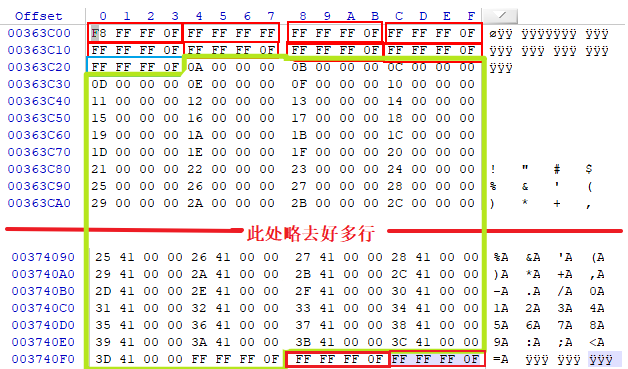 Offset 0 1 2 3 4 5 6 7 8 9 A B C D E F
00363C00 F8 FF FF 0F FF FF FF FF FF FF FF 0F FF FF FF 0F øÿÿ ÿÿÿÿÿÿÿ ÿÿÿ
00363C10 FF FF FF 0F FF FF FF 0F FF FF FF 0F FF FF FF 0F ÿÿÿ ÿÿÿ ÿÿÿ ÿÿÿ
00363C20 FF FF FF 0F 0A 00 00 00 0B 00 00 00 0C 00 00 00 ÿÿÿ
00363C30 0D 00 00 00 0E 00 00 00 0F 00 00 00 10 00 00 00
00363C40 11 00 00 00 12 00 00 00 13 00 00 00 14 00 00 00
00363C50 15 00 00 00 16 00 00 00 17 00 00 00 18 00 00 00
00363C60 19 00 00 00 1A 00 00 00 1B 00 00 00 1C 00 00 00
00363C70 1D 00 00 00 1E 00 00 00 1F 00 00 00 20 00 00 00
00363C80 21 00 00 00 22 00 00 00 23 00 00 00 24 00 00 00 ! " # $
00363C90 25 00 00 00 26 00 00 00 27 00 00 00 28 00 00 00 % & ' (
00363CA0 29 00 00 00 2A 00 00 00 2B 00 00 00 2C 00 00 00 ) * + ,
此处略去好多行
00374090 25 41 00 00 26 41 00 00 27 41 00 00 28 41 00 00 %A &A 'A (A
003740A0 29 41 00 00 2A 41 00 00 2B 41 00 00 2C 41 00 00 )A *A +A ,A
003740B0 2D 41 00 00 2E 41 00 00 2F 41 00 00 30 41 00 00 -A .A /A 0A
003740C0 31 41 00 00 32 41 00 00 33 41 00 00 34 41 00 00 1A 2A 3A 4A
003740D0 35 41 00 00 36 41 00 00 37 41 00 00 38 41 00 00 5A 6A 7A 8A
003740E0 39 41 00 00 3A 41 00 00 3B 41 00 00 3C 41 00 00 9A :A ;A <A
003740F0 3D 41 00 00 FF FF FF 0F FF FF FF 0F FF FF FF 0F =A ÿÿÿ ÿÿÿ ÿÿÿ